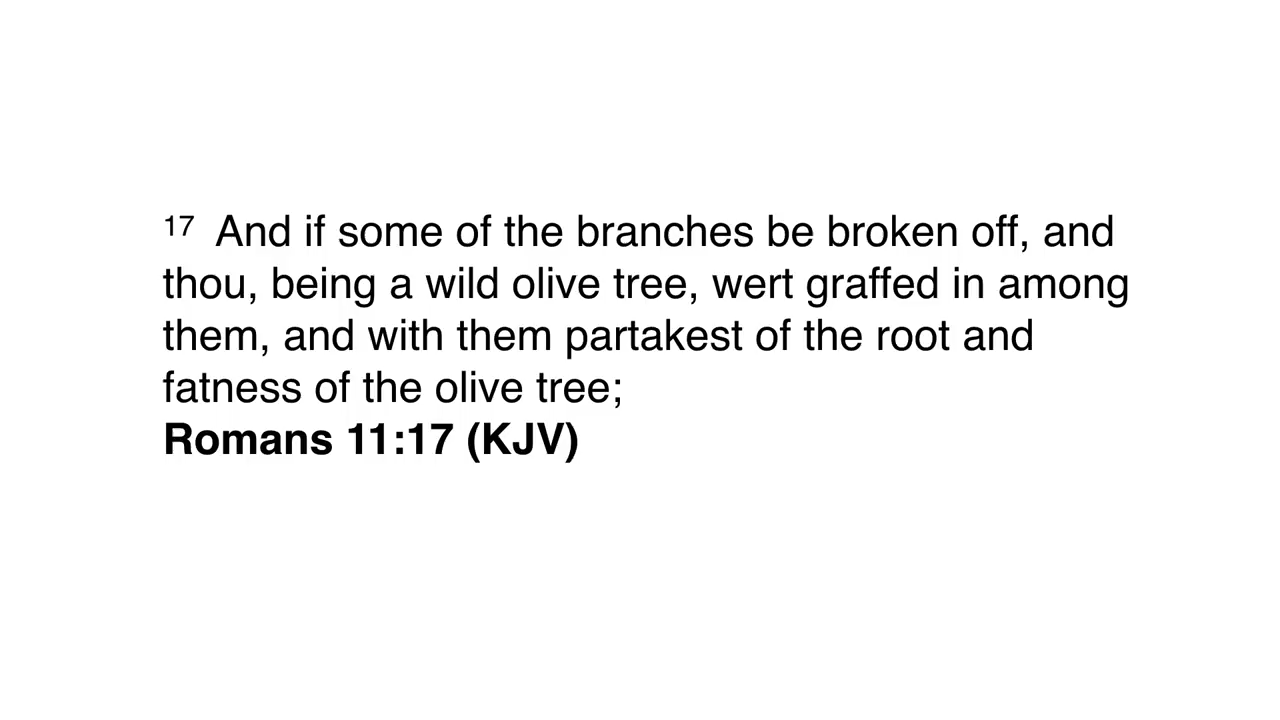 17 And if some of the branches be broken off, and
thou, being a wild olive tree, wert graffed in among
them, and with them partakest of the root and
fatness of the olive tree;
Romans 11:17 (KJV)